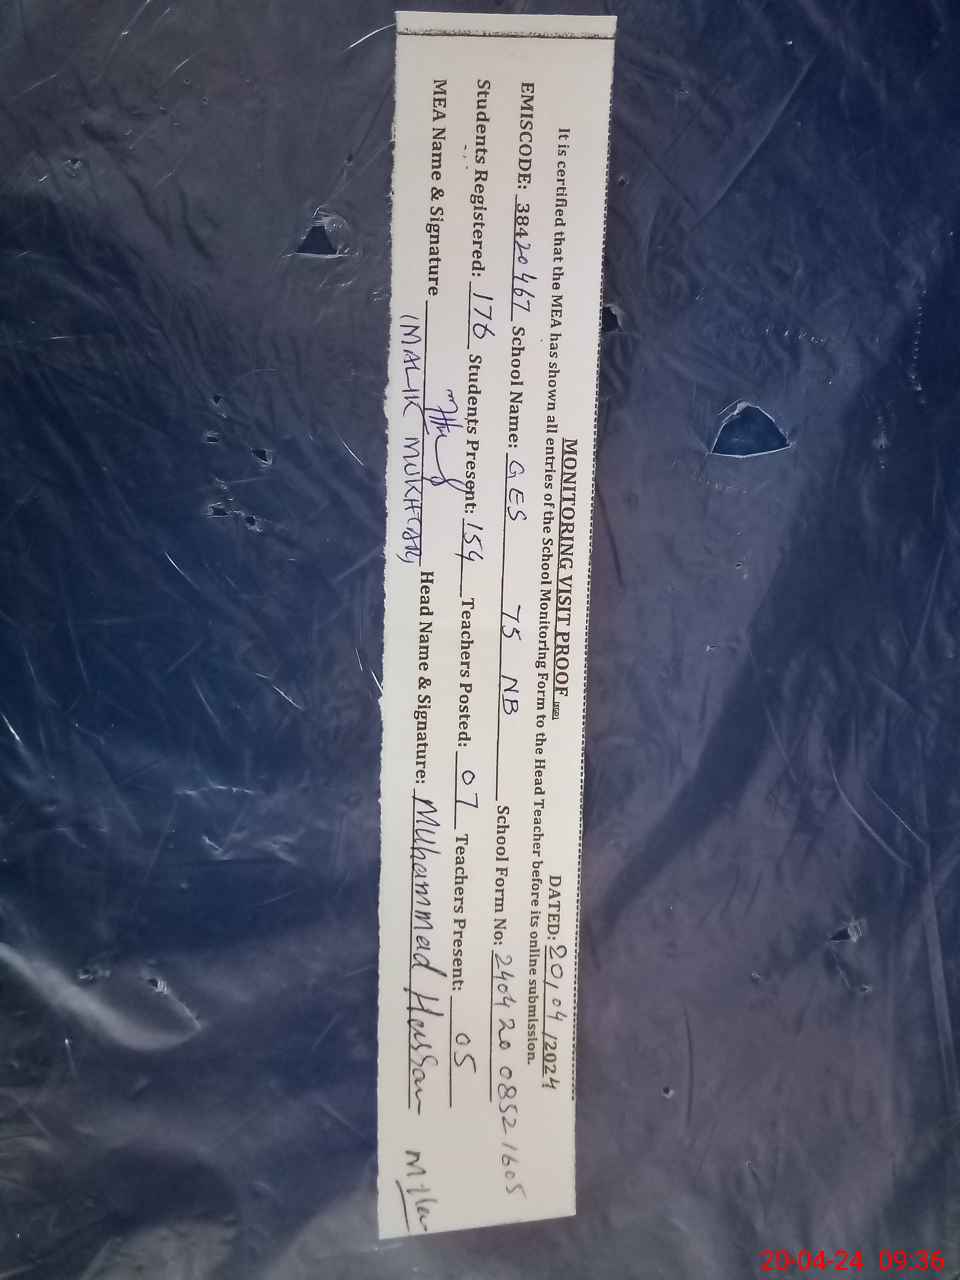 MONITORING VISIT PROOF
DATED: 20/04/2024
It is certified that the MEA has shown all entries of the School Monitoring Form to the Head Teacher before its online submission.
EMISCODE: 38420467 School Name: GES 75 NB School Form No: 2404 20 0852 1605
Students Registered: 176 Students Present: 154 Teachers Posted: 07 Teachers Present: 05
MEA Name & Signature Head Name & Signature: Muhammad Hassan
(MALIK MUKHTAR)
20-04-24 09:36